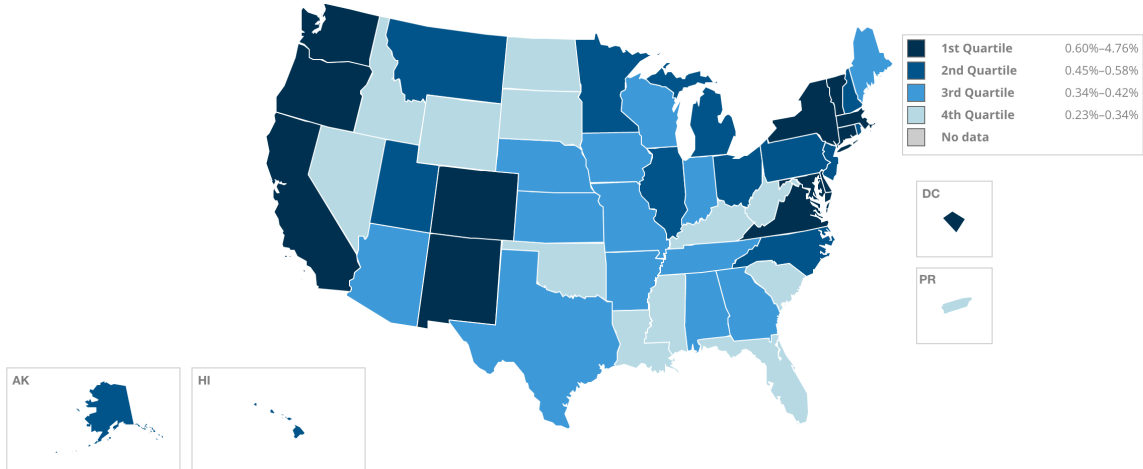 1st Quartile 0.60%–4.76%
2nd Quartile 0.45%–0.58%
3rd Quartile 0.34%–0.42%
4th Quartile 0.23%–0.34%
No data
DC
PR
AK
HI